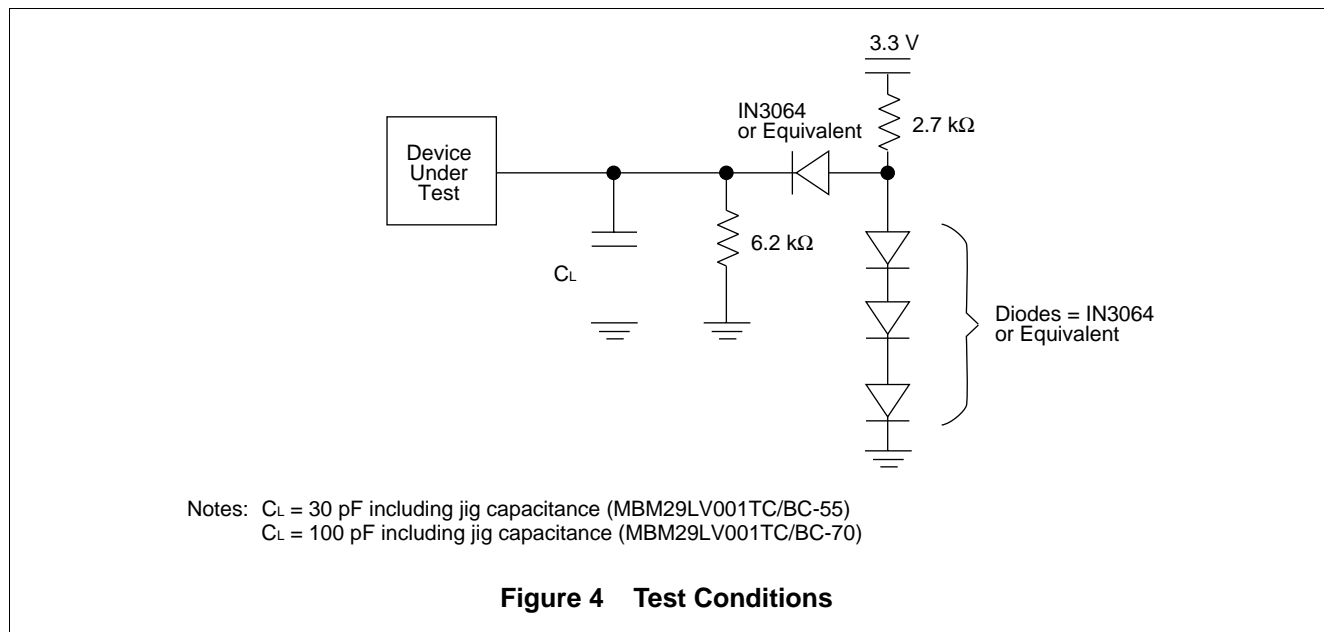 3.3 V
IN3064
or Equivalent
2.7 kΩ
Device
Under
Test
6.2 kΩ
CL
Diodes = IN3064
or Equivalent
Notes: CL = 30 pF including jig capacitance (MBM29LV001TC/BC-55)
CL = 100 pF including jig capacitance (MBM29LV001TC/BC-70)
Figure 4 Test Conditions